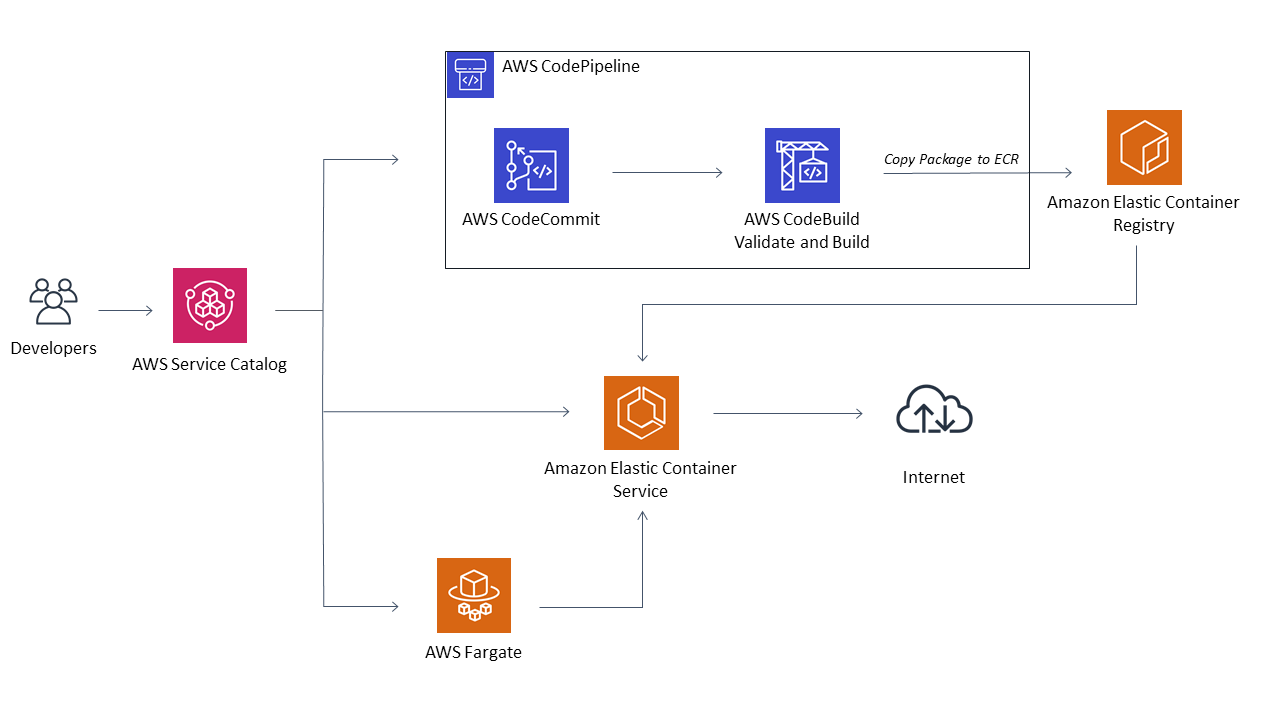 AWS CodePipeline
Copy Package to ECR
AWS CodeCommit
AWS CodeBuild
Validate and Build
Amazon Elastic Container
Registry
Developers
AWS Service Catalog
Amazon Elastic Container
Service
Internet
AWS Fargate